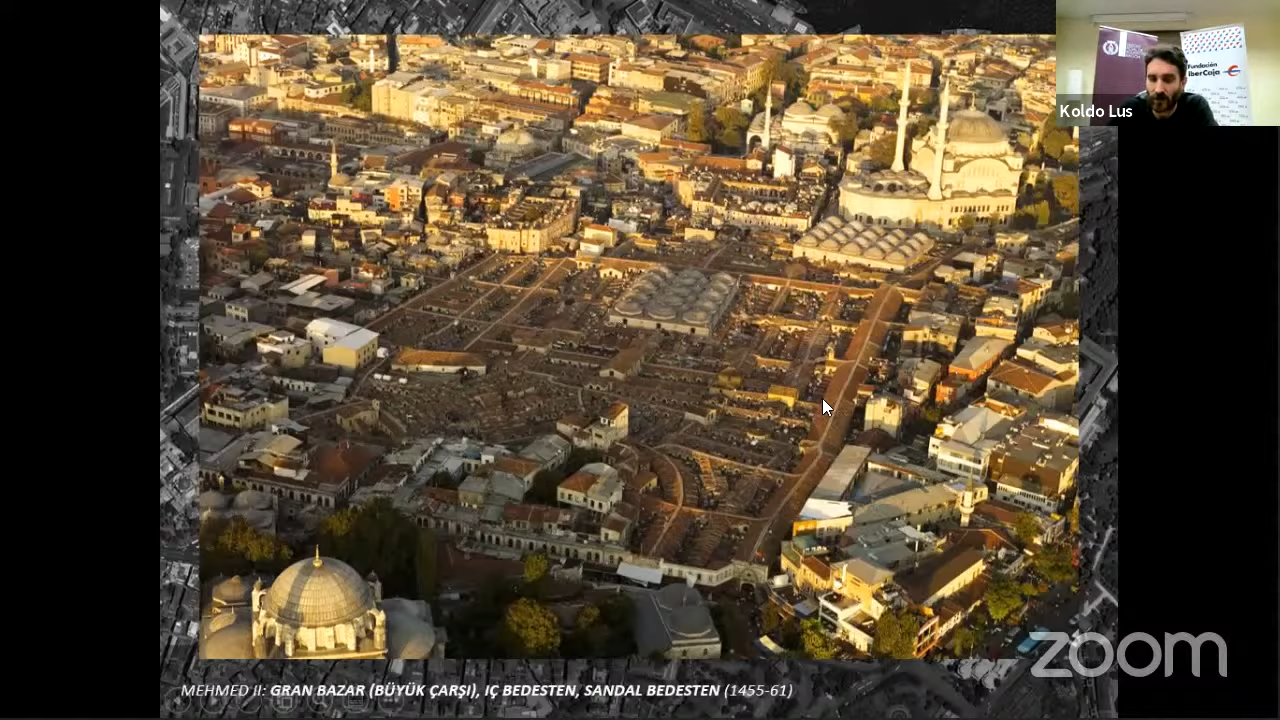 Fundación
iberCaja
Koldo Lus
zoom
MEHMED II: GRAN BAZAR (BÜYÜK ÇARŞI), IÇ BEDESTEN, SANDAL BEDESTEN (1455-61)